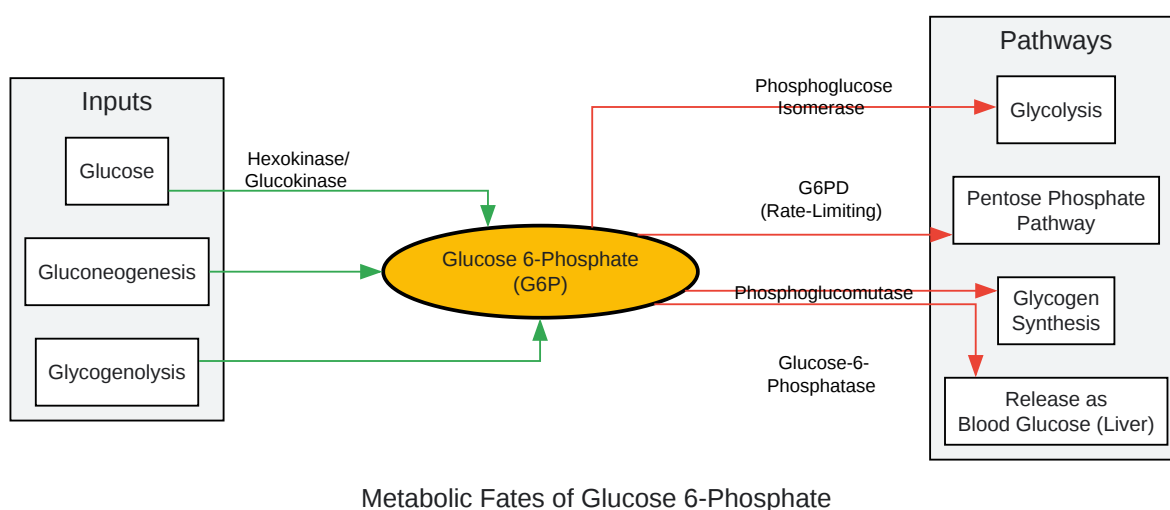 Inputs
Glucose
Gluconeogenesis
Glycogenolysis
Hexokinase/
Glucokinase
Glucose 6-Phosphate
(G6P)
Phosphoglucose
Isomerase
G6PD
(Rate-Limiting)
Phosphoglucomutase
Glucose-6-
Phosphatase
Pathways
Glycolysis
Pentose Phosphate
Pathway
Glycogen
Synthesis
Release as
Blood Glucose (Liver)
Metabolic Fates of Glucose 6-Phosphate